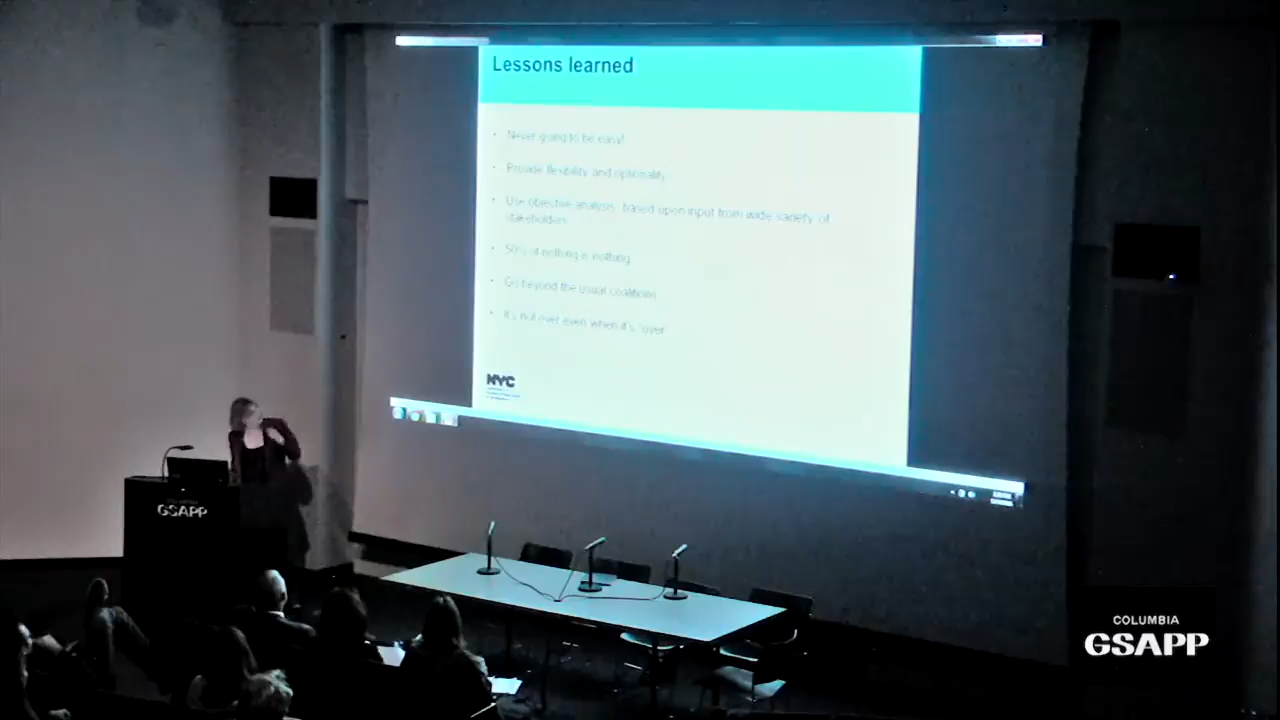 Lessons learned
Never going to be easy!
Provide flexibility and optionality
Use objective analysis, based upon input from wide variety of
stakeholders
50% of nothing is nothing
Go beyond the usual coalitions
It's not over even when it's "over"
NYC
GSAPP
COLUMBIA
GSAPP